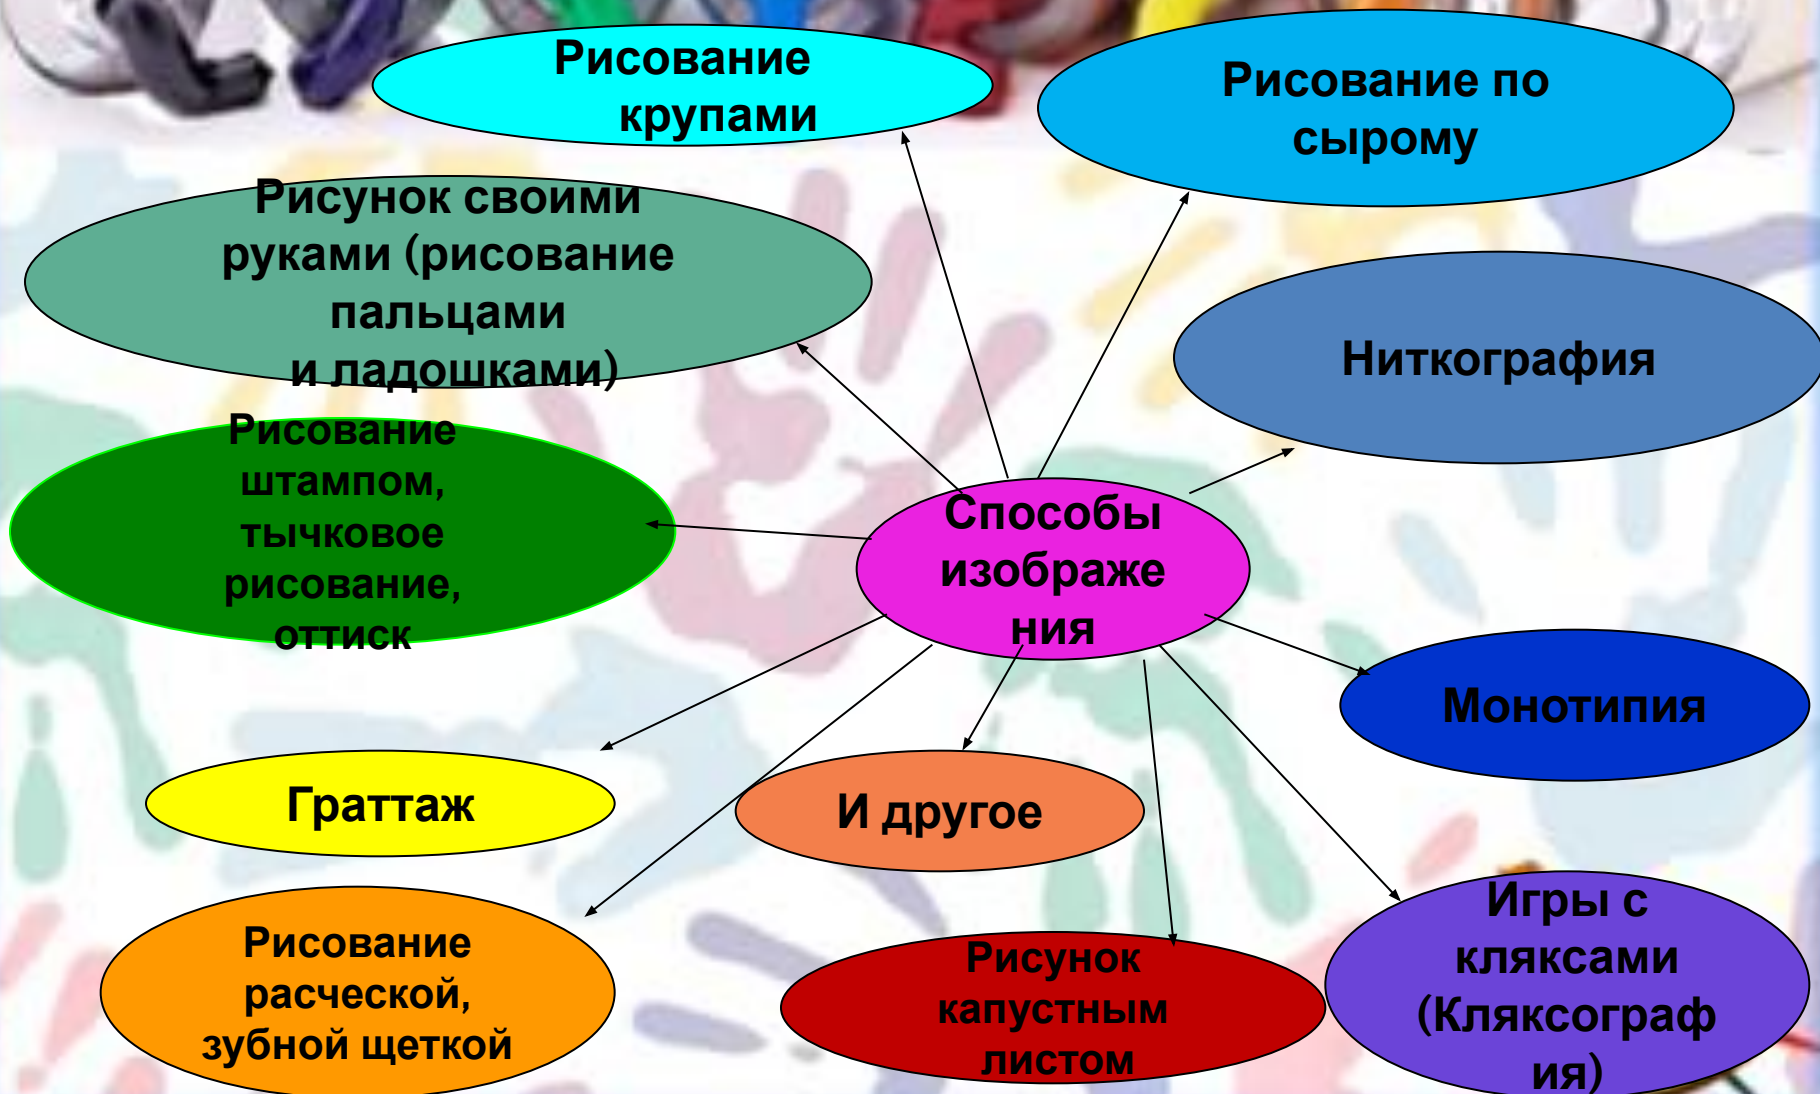 Рисование
крупами
Рисование по
сырому
Рисунок своими
руками (рисование
пальцами
и ладошками)
Ниткография
Рисование
штампом,
тычковое
рисование,
оттиск
Способы
изображе
ния
Монотипия
Граттаж
И другое
Рисование
расческой,
зубной щеткой
Рисунок
капустным
листом
Игры с
кляксами
(Кляксограф
ия)